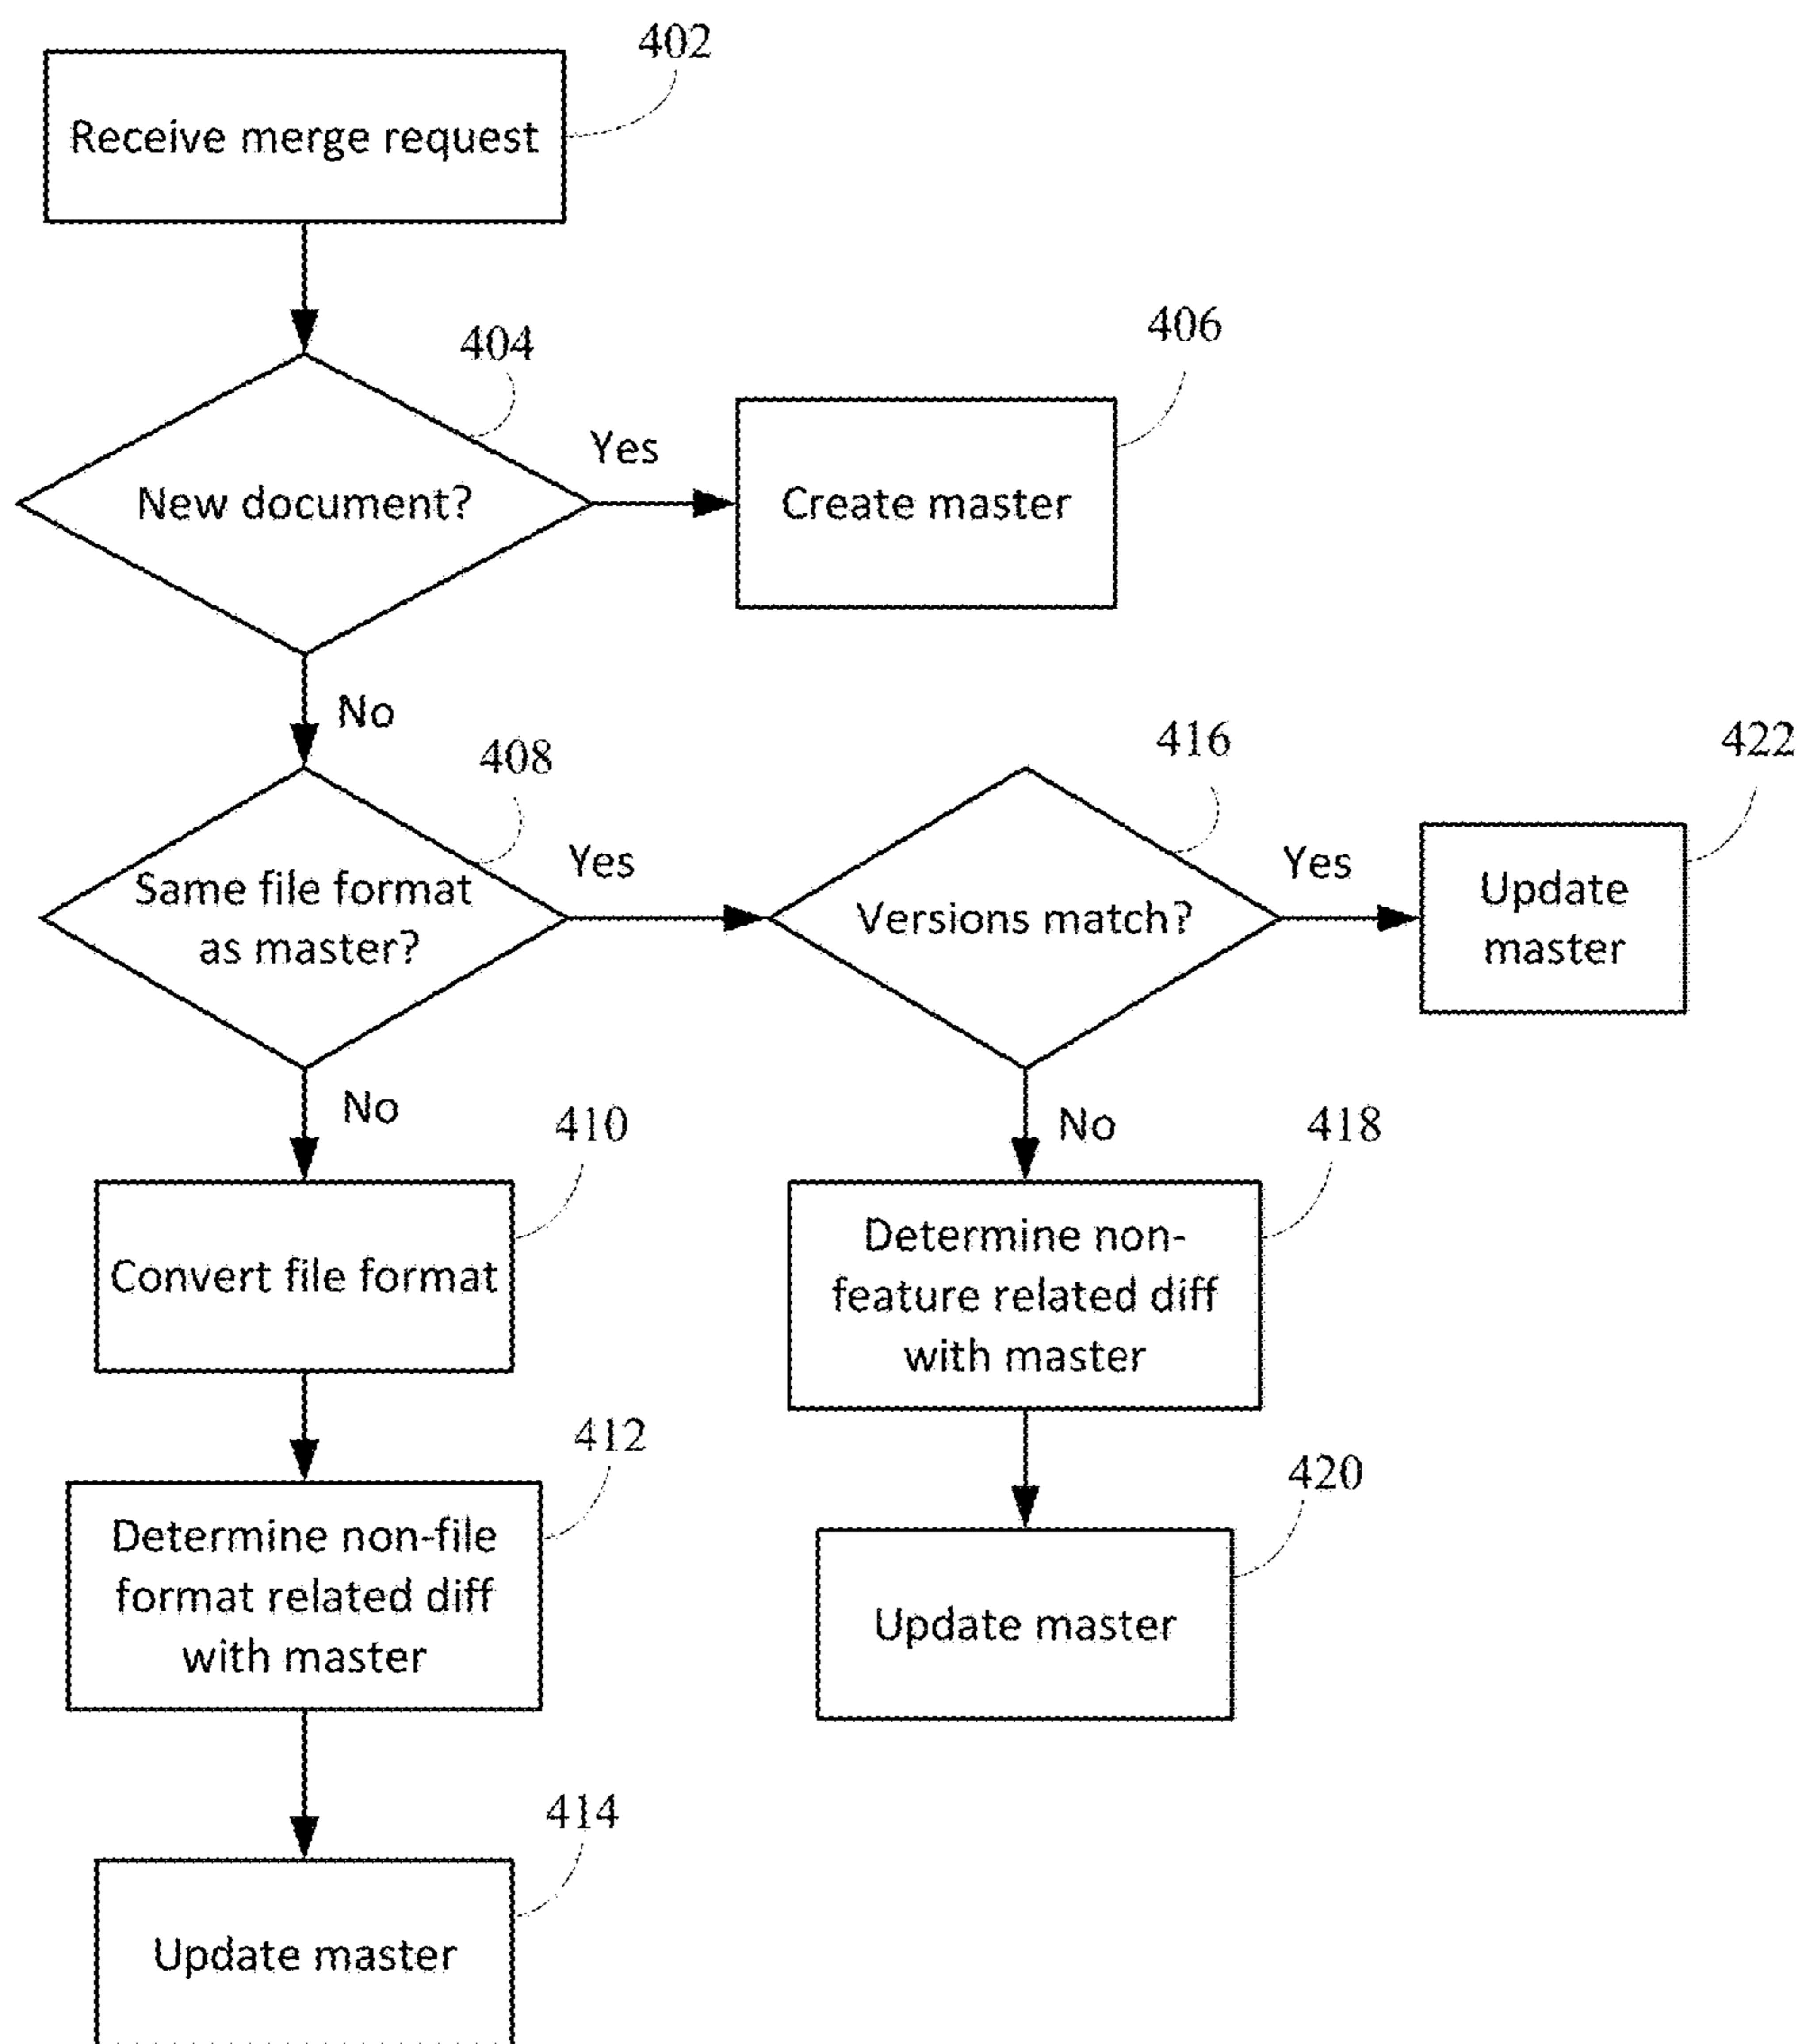 402
Receive merge request
404
406
Yes
New document?
Create master
No
408
416
422
Yes
Yes
Same file format
as master?
Versions match?
Update
master
No
410
No
418
Convert file format
Determine non-
feature related diff
with master
412
420
Determine non-file
format related diff
with master
Update master
414
Update master